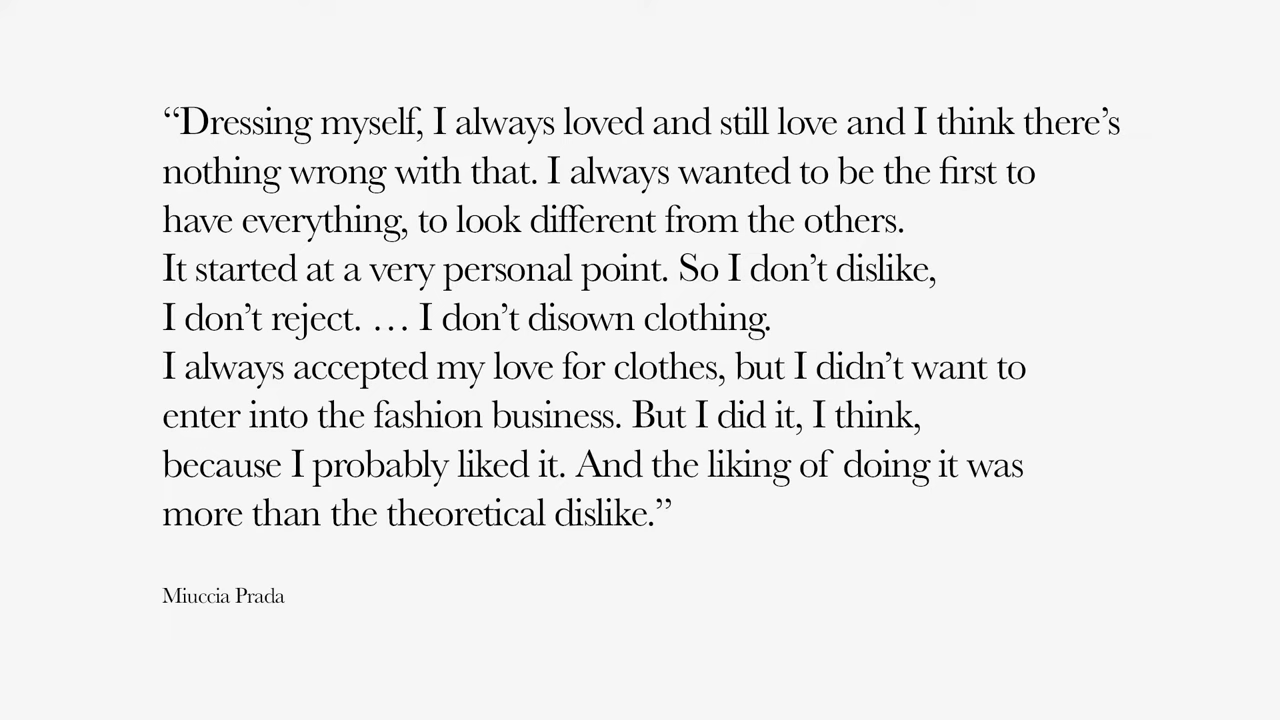 “Dressing myself, I always loved and still love and I think there’s
nothing wrong with that. I always wanted to be the first to
have everything, to look different from the others.
It started at a very personal point. So I don’t dislike,
I don’t reject. … I don’t disown clothing.
I always accepted my love for clothes, but I didn’t want to
enter into the fashion business. But I did it, I think,
because I probably liked it. And the liking of doing it was
more than the theoretical dislike.”
Miuccia Prada